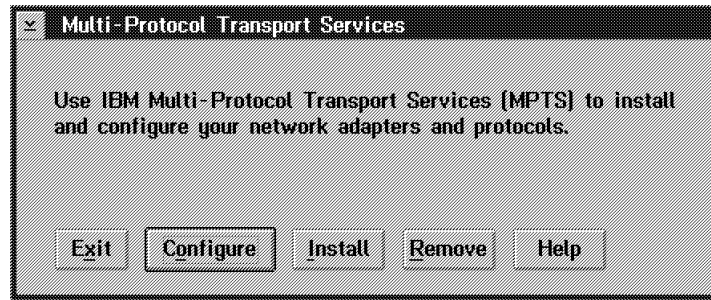 Multi-Protocol Transport Services
Use IBM Multi-Protocol Transport Services (MPTS) to install
and configure your network adapters and protocols.
Exit Configure Install Remove Help